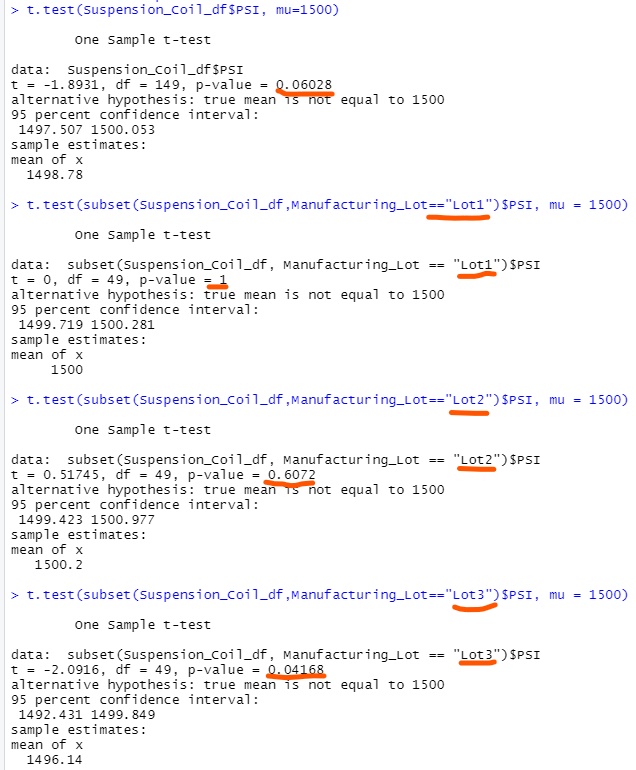 > t.test(Suspension_Coil_df$PSI, mu=1500)
One Sample t-test
data:  Suspension_Coil_df$PSI
t = -1.8931, df = 149, p-value = 0.06028
alternative hypothesis: true mean is not equal to 1500
95 percent confidence interval:
1497.507 1500.053
sample estimates:
mean of x
1498.78
> t.test(subset(Suspension_Coil_df,Manufacturing_Lot=="Lot1")$PSI, mu = 1500)
One Sample t-test
data:  subset(Suspension_Coil_df, Manufacturing_Lot == "Lot1")$PSI
t = 0, df = 49, p-value = 1
alternative hypothesis: true mean is not equal to 1500
95 percent confidence interval:
1499.719 1500.281
sample estimates:
mean of x
1500
> t.test(subset(Suspension_Coil_df,Manufacturing_Lot=="Lot2")$PSI, mu = 1500)
One Sample t-test
data:  subset(Suspension_Coil_df, Manufacturing_Lot == "Lot2")$PSI
t = 0.51745, df = 49, p-value = 0.6072
alternative hypothesis: true mean is not equal to 1500
95 percent confidence interval:
1499.423 1500.977
sample estimates:
mean of x
1500.2
> t.test(subset(Suspension_Coil_df,Manufacturing_Lot=="Lot3")$PSI, mu = 1500)
One Sample t-test
data:  subset(Suspension_Coil_df, Manufacturing_Lot == "Lot3")$PSI
t = -2.0916, df = 49, p-value = 0.04168
alternative hypothesis: true mean is not equal to 1500
95 percent confidence interval:
1492.431 1499.849
sample estimates:
mean of x
1496.14